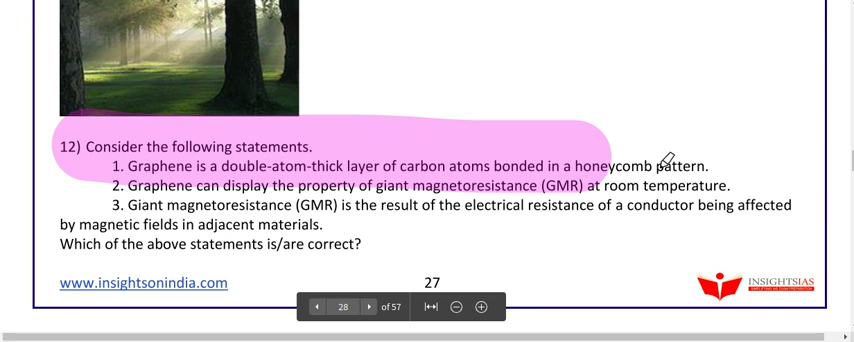 12) Consider the following statements.
1. Graphene is a double-atom-thick layer of carbon atoms bonded in a honeycomb pattern.
2. Graphene can display the property of giant magnetoresistance (GMR) at room temperature.
3. Giant magnetoresistance (GMR) is the result of the electrical resistance of a conductor being affected
by magnetic fields in adjacent materials.
Which of the above statements is/are correct?
www.insightsonindia.com 27 INSIGHTSIAS
28 of 57